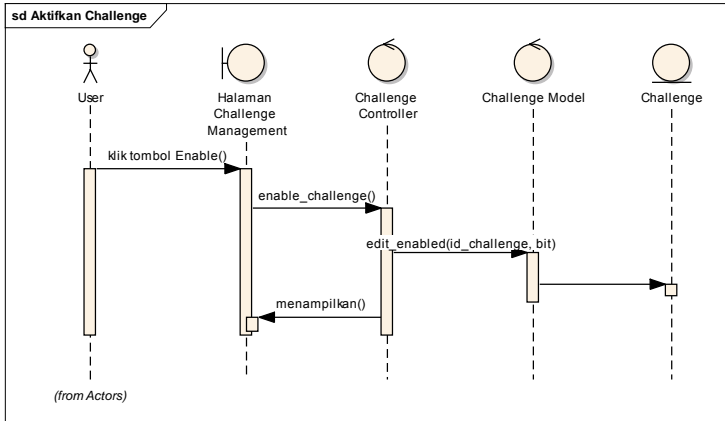 sd Aktifkan Challenge
User
Halaman
Challenge
Management
Challenge
Controller
Challenge Model
Challenge
klik tombol Enable()
enable_challenge()
edit_enabled(id_challenge, bit)
menampilkan()
(from Actors)